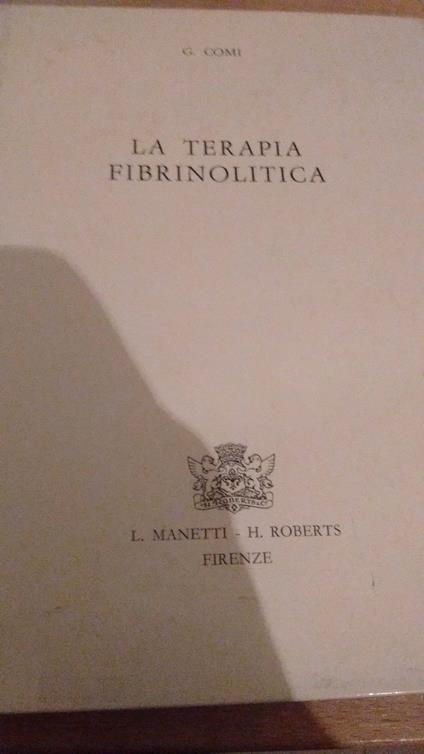 G. COMI
LA TERAPIA
FIBRINOLITICA
L. MANETTI - H. ROBERTS
FIRENZE